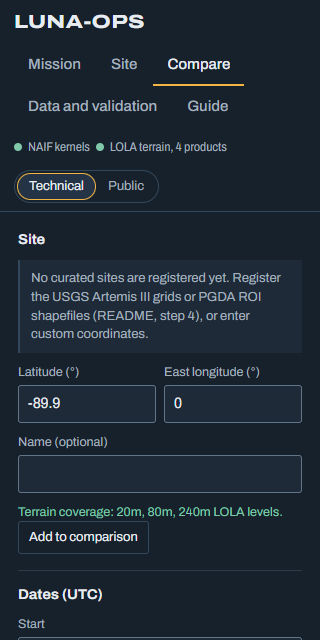 LUNA-OPS
Mission Site Compare
Data and validation Guide
NAIF kernels LOLA terrain, 4 products
Technical Public
Site
No curated sites are registered yet. Register
the USGS Artemis III grids or PGDA ROI
shapefiles (README, step 4), or enter
custom coordinates.
Latitude (°) East longitude (°)
-89.9 0
Name (optional)
Terrain coverage: 20m, 80m, 240m LOLA levels.
Add to comparison
Dates (UTC)
Start